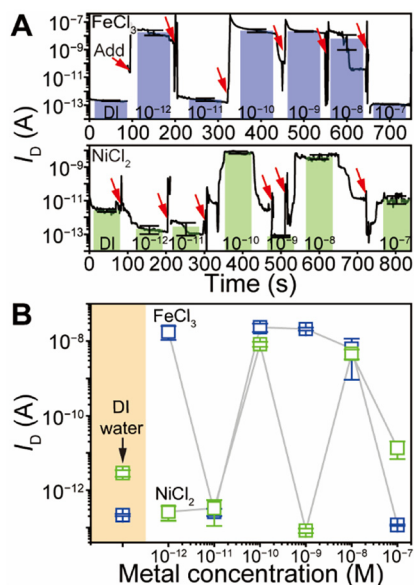 A
FeCl3
Add
10-7
10-9
10-11
10-13
DI 10-12 10-11 10-10 10-9 10-8 10-7
0 100 200 300 400 500 600 700 800
ID (A)
NiCl2
10-9
10-11
10-13
DI 10-12 10-11 10-10 10-9 10-8 10-7
0 100 200 300 400 500 600 700 800
Time (s)
B
FeCl3
10-8
10-10
10-12
ID (A)
DI
water
NiCl2
10-12 10-11 10-10 10-9 10-8 10-7
Metal concentration (M)